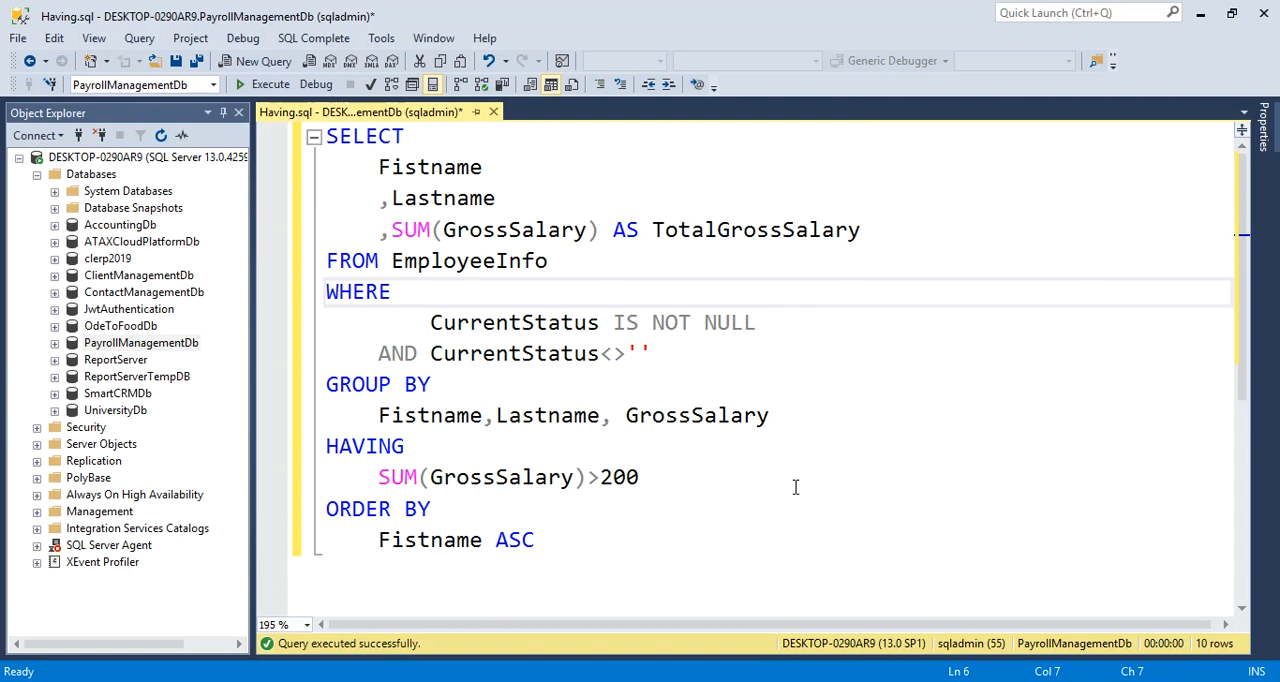 Having.sql - DESKTOP-0290AR9.PayrollManagementDb (sqladmin)*
Quick Launch (Ctrl+Q)
File Edit View Query Project Debug SQL Complete Tools Window Help
New Query Generic Debugger
PayrollManagementDb Execute Debug
Object Explorer
Having.sql - DESK...ementDb (sqladmin)*
Properties
Connect
DESKTOP-0290AR9 (SQL Server 13.0.4259
Databases
System Databases
Database Snapshots
AccountingDb
ATAXCloudPlatformDb
clerp2019
ClientManagementDb
ContactManagementDb
JwtAuthentication
OdeToFoodDb
PayrollManagementDb
ReportServer
ReportServerTempDB
SmartCRMDb
UniversityDb
Security
Server Objects
Replication
PolyBase
Always On High Availability
Management
Integration Services Catalogs
SQL Server Agent
XEvent Profiler
SELECT
Fistname
,Lastname
,SUM(GrossSalary) AS TotalGrossSalary
FROM EmployeeInfo
WHERE
CurrentStatus IS NOT NULL
AND CurrentStatus<>''
GROUP BY
Fistname,Lastname, GrossSalary
HAVING
SUM(GrossSalary)>200
ORDER BY
Fistname ASC
195 %
Query executed successfully. DESKTOP-0290AR9 (13.0 SP1) sqladmin (55) PayrollManagementDb 00:00:00 10 rows
Ready Ln 6 Col 7 Ch 7 INS